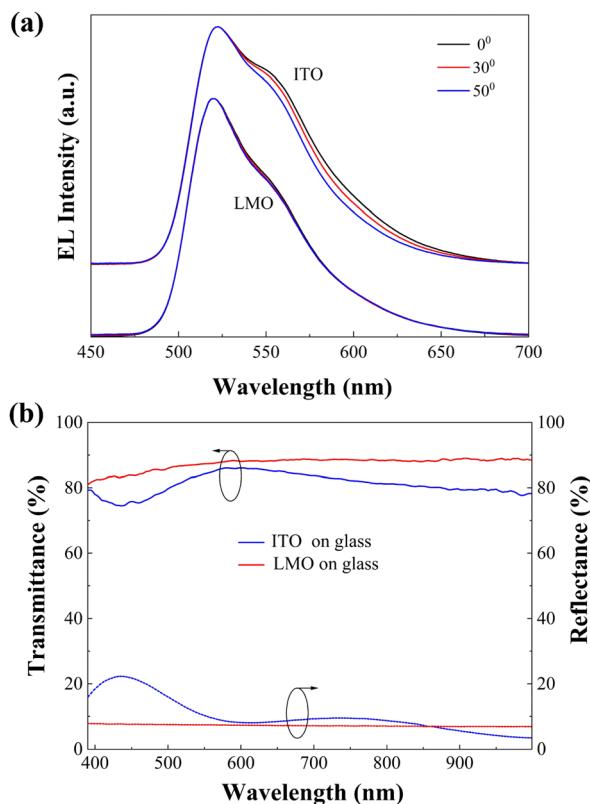 (a)
ITO
LMO
0⁰
30⁰
50⁰
EL Intensity (a.u.)
450 500 550 600 650 700
Wavelength (nm)
(b)
100 100
80 80
60 60
40 40
20 20
0 0
ITO on glass
LMO on glass
Transmittance (%)
Reflectance (%)
400 500 600 700 800 900
Wavelength (nm)